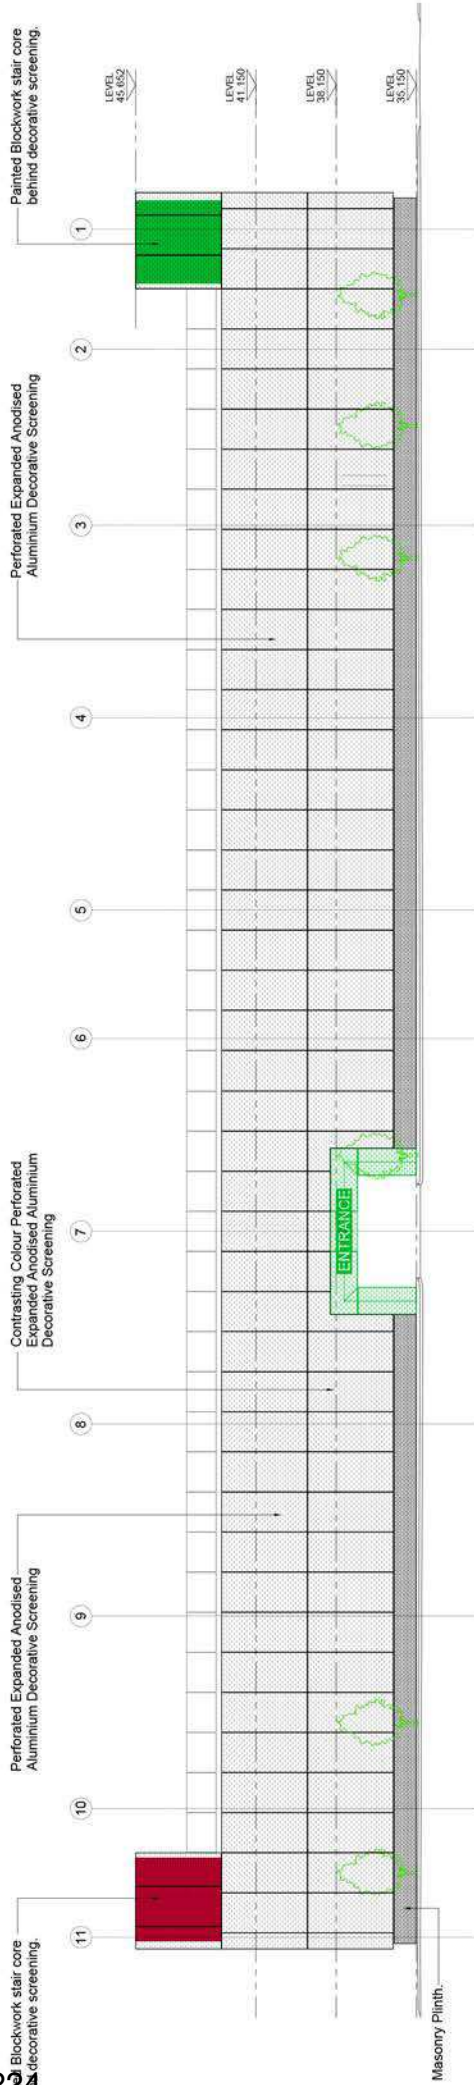 Blockwork stair core
decorative screening.
Perforated Expanded Anodised
Aluminium Decorative Screening
Contrasting Colour Perforated
Expanded Anodised Aluminium
Decorative Screening
Perforated Expanded Anodised
Aluminium Decorative Screening
Painted Blockwork stair core
behind decorative screening.
11
10
9
8
7
6
5
4
3
2
1
LEVEL
45.652
LEVEL
41.150
LEVEL
38.150
LEVEL
35.150
ENTRANCE
Masonry Plinth.